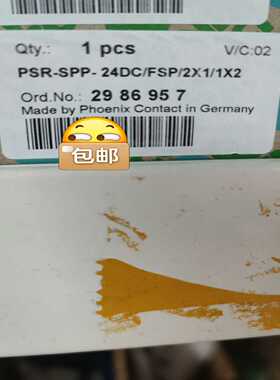 Qty.: 1 pcs V/C:02
PSR-SPP- 24DC/FSP/2X1/1X2
Ord.No.: 29 86 95 7
Made by Phoenix Contact in Germany
包邮